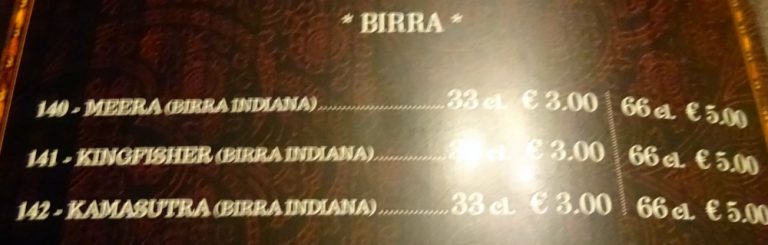 * BIRRA *
140 - MEERA (BIRRA INDIANA)........................ 33 cl. € 3.00 66 cl. € 5.00
141 - KINGFISHER (BIRRA INDIANA)............. cl. € 3.00 66 cl. € 5.00
142 - KAMASUTRA (BIRRA INDIANA)............. 33 cl. € 3.00 66 cl. € 5.00